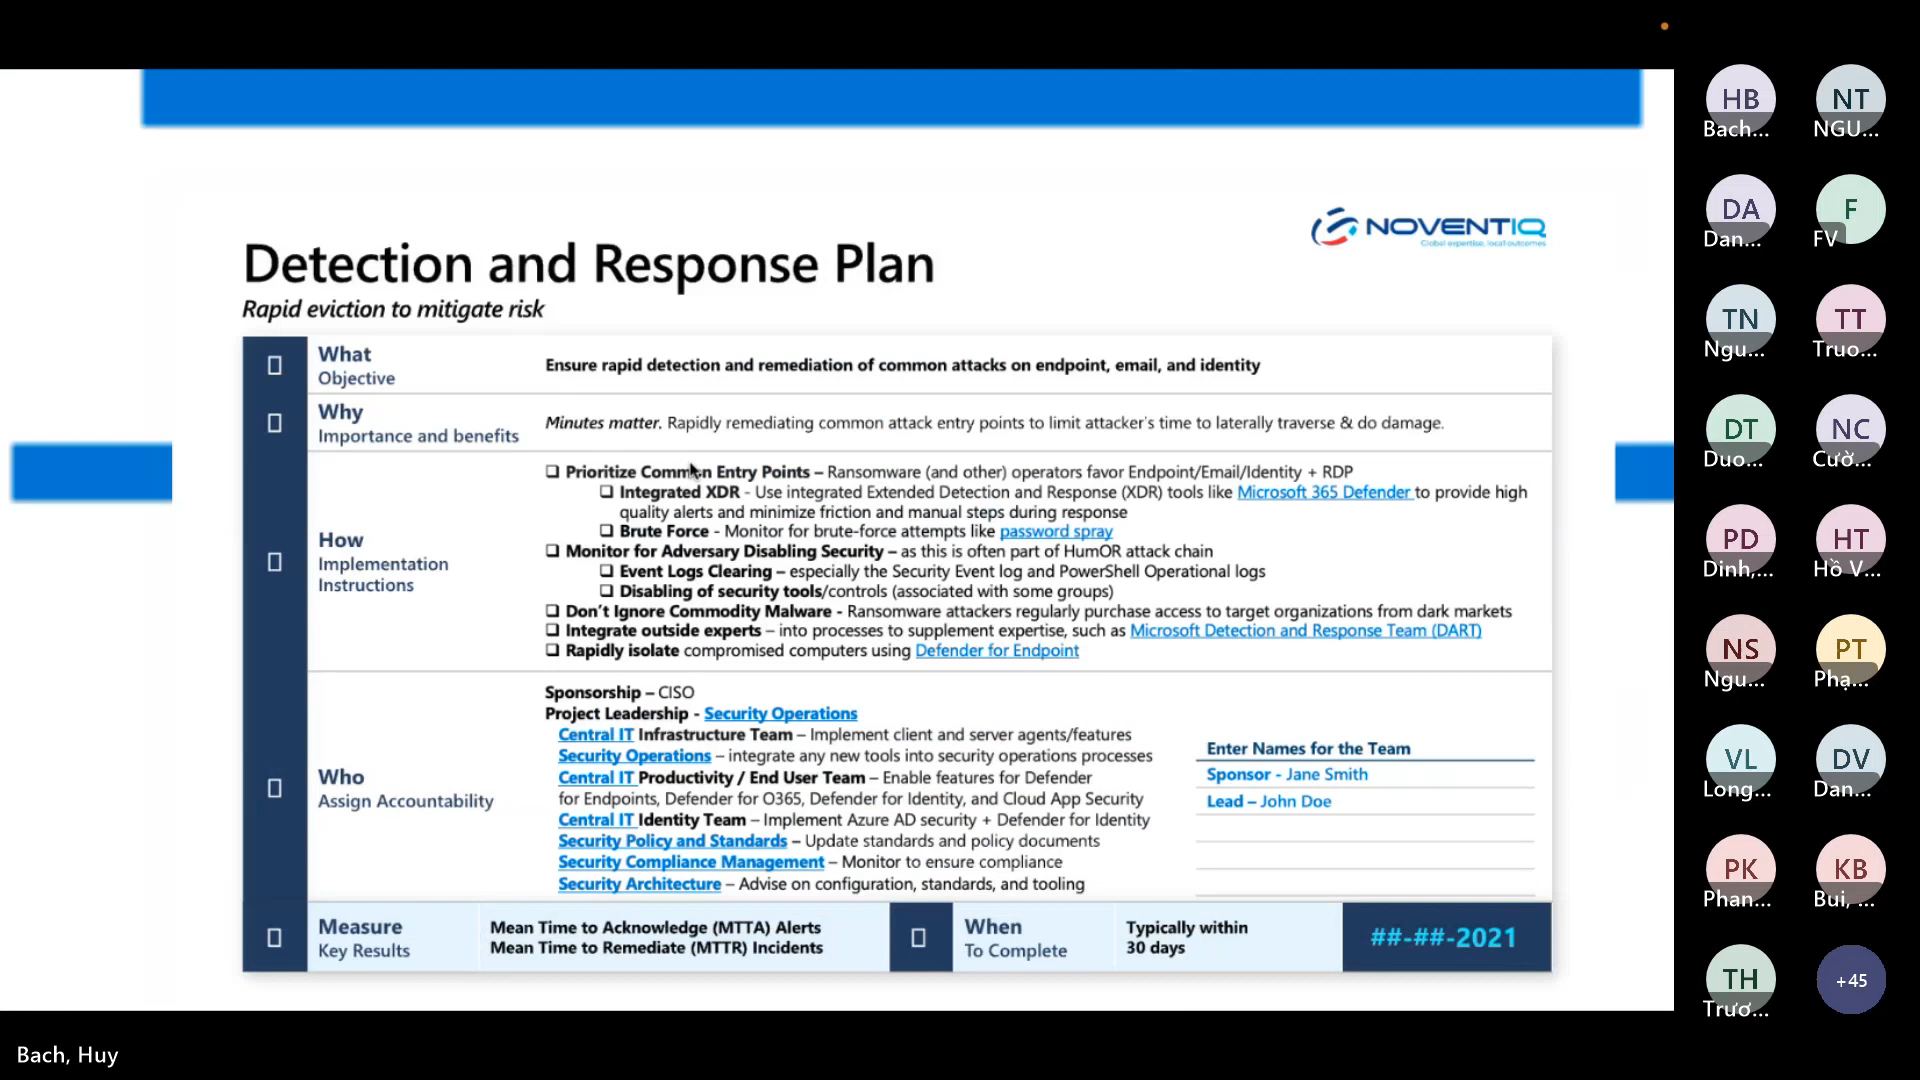 NOVENTIQ
Global expertise, local outcomes
Detection and Response Plan
Rapid eviction to mitigate risk
What
Objective
Ensure rapid detection and remediation of common attacks on endpoint, email, and identity
Why
Importance and benefits
Minutes matter. Rapidly remediating common attack entry points to limit attacker's time to laterally traverse & do damage.
How
Implementation
Instructions
❑ Prioritize Common Entry Points – Ransomware (and other) operators favor Endpoint/Email/Identity + RDP
❑ Integrated XDR - Use integrated Extended Detection and Response (XDR) tools like Microsoft 365 Defender to provide high
quality alerts and minimize friction and manual steps during response
❑ Brute Force - Monitor for brute-force attempts like password spray
❑ Monitor for Adversary Disabling Security – as this is often part of HumOR attack chain
❑ Event Logs Clearing – especially the Security Event log and PowerShell Operational logs
❑ Disabling of security tools/controls (associated with some groups)
❑ Don't Ignore Commodity Malware - Ransomware attackers regularly purchase access to target organizations from dark markets
❑ Integrate outside experts – into processes to supplement expertise, such as Microsoft Detection and Response Team (DART)
❑ Rapidly isolate compromised computers using Defender for Endpoint
Who
Assign Accountability
Sponsorship – CISO
Project Leadership - Security Operations
Central IT Infrastructure Team – Implement client and server agents/features
Security Operations – integrate any new tools into security operations processes
Central IT Productivity / End User Team – Enable features for Defender
for Endpoints, Defender for O365, Defender for Identity, and Cloud App Security
Central IT Identity Team – Implement Azure AD security + Defender for Identity
Security Policy and Standards – Update standards and policy documents
Security Compliance Management – Monitor to ensure compliance
Security Architecture – Advise on configuration, standards, and tooling
Enter Names for the Team
Sponsor - Jane Smith
Lead – John Doe
Measure
Key Results
Mean Time to Acknowledge (MTTA) Alerts
Mean Time to Remediate (MTTR) Incidents
When
To Complete
Typically within
30 days
##-##-2021
HB
Bach...
NT
NGU...
DA
Dan...
F
FV
TN
Ngu...
TT
Truo...
DT
Duo...
NC
Cườ...
PD
Dinh,...
HT
Hồ V...
NS
Ngu...
PT
Phạ...
VL
Long...
DV
Dan...
PK
Phan...
KB
Bui, ...
TH
Trươ...
+45
Bach, Huy